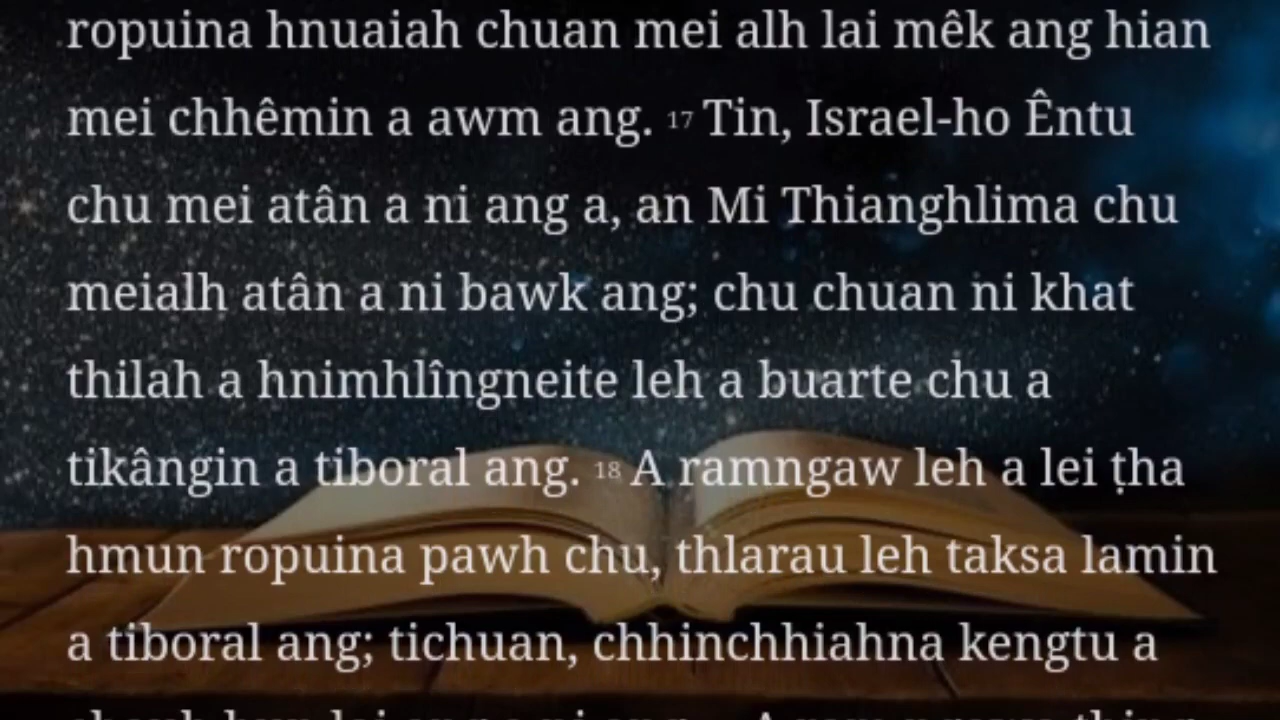 ropuina hnuaiah chuan mei alh lai mêk ang hian
mei chhêmin a awm ang. 17 Tin, Israel-ho Êntu
chu mei atân a ni ang a, an Mi Thianghlima chu
meialh atân a ni bawk ang; chu chuan ni khat
thilah a hnimhlîngneite leh a buarte chu a
tikângin a tiboral ang. 18 A ramngaw leh a lei ṭha
hmun ropuina pawh chu, thlarau leh taksa lamin
a tiboral ang; tichuan, chhinchhiahna kengtu a